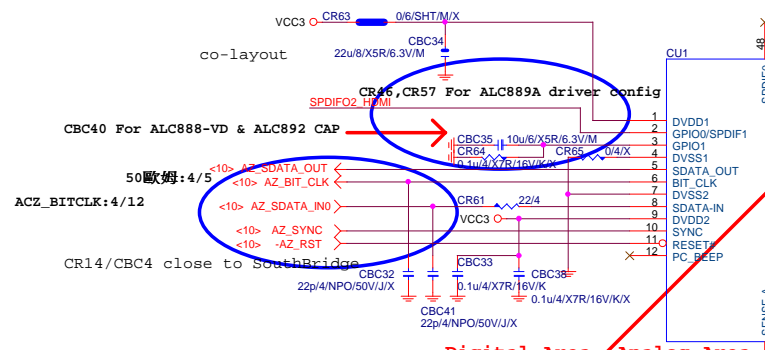 VCC3 CR63 0/6/SHT/M/X
CBC34
22u/8/X5R/6.3V/M
co-layout
CU1
48
CR46,CR57 For ALC889A driver config
SPDIFO2_HDMI
CBC40 For ALC888-VD & ALC892 CAP
CBC35 10u/6/X5R/6.3V/M
CR64 CR65 0/4/X
0.1u/4/X7R/16V/K/X
1 DVDD1
2 GPIO0/SPDIF1
3 GPIO1
4 DVSS1
5 SDATA_OUT
6 BIT_CLK
7 DVSS2
8 SDATA-IN
9 DVDD2
10 SYNC
11 RESET#
12 PC_BEEP
50歐姆:4/5
<10> AZ_SDATA_OUT
<10> AZ_BIT_CLK
ACZ_BITCLK:4/12
<10> AZ_SDATA_IN0 CR61 22/4
VCC3
<10> AZ_SYNC
<10> -AZ_RST
CR14/CBC4 close to SouthBridge
CBC32 CBC33 CBC38
22p/4/NPO/50V/J/X 0.1u/4/X7R/16V/K
0.1u/4/X7R/16V/K/X
CBC41
22p/4/NPO/50V/J/X
Digital Area Analog Area